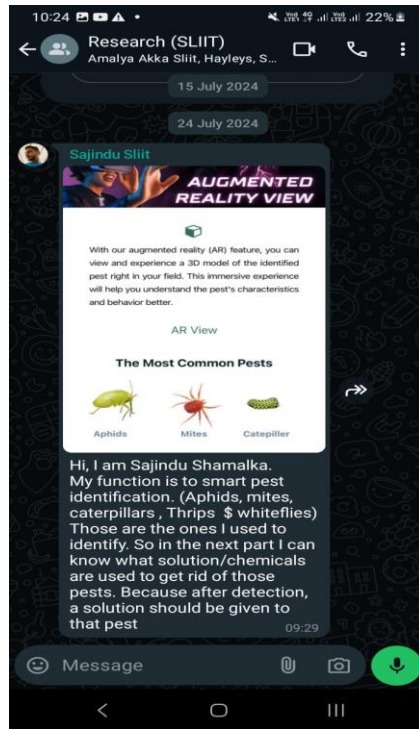 10:24
22%
Research (SLIIT)
Amalya Akka Sliit, Hayleys, S...
15 July 2024
24 July 2024
Sajindu Sliit
AUGMENTED
REALITY VIEW
With our augmented reality (AR) feature, you can
view and experience a 3D model of the identified
pest right in your field. This immersive experience
will help you understand the pest's characteristics
and behavior better.
AR View
The Most Common Pests
Aphids Mites Catepiller
Hi, I am Sajindu Shamalka.
My function is to smart pest
identification. (Aphids, mites,
caterpillars , Thrips $ whiteflies)
Those are the ones I used to
identify. So in the next part I can
know what solution/chemicals
are used to get rid of those
pests. Because after detection,
a solution should be given to
that pest
09:29
Message